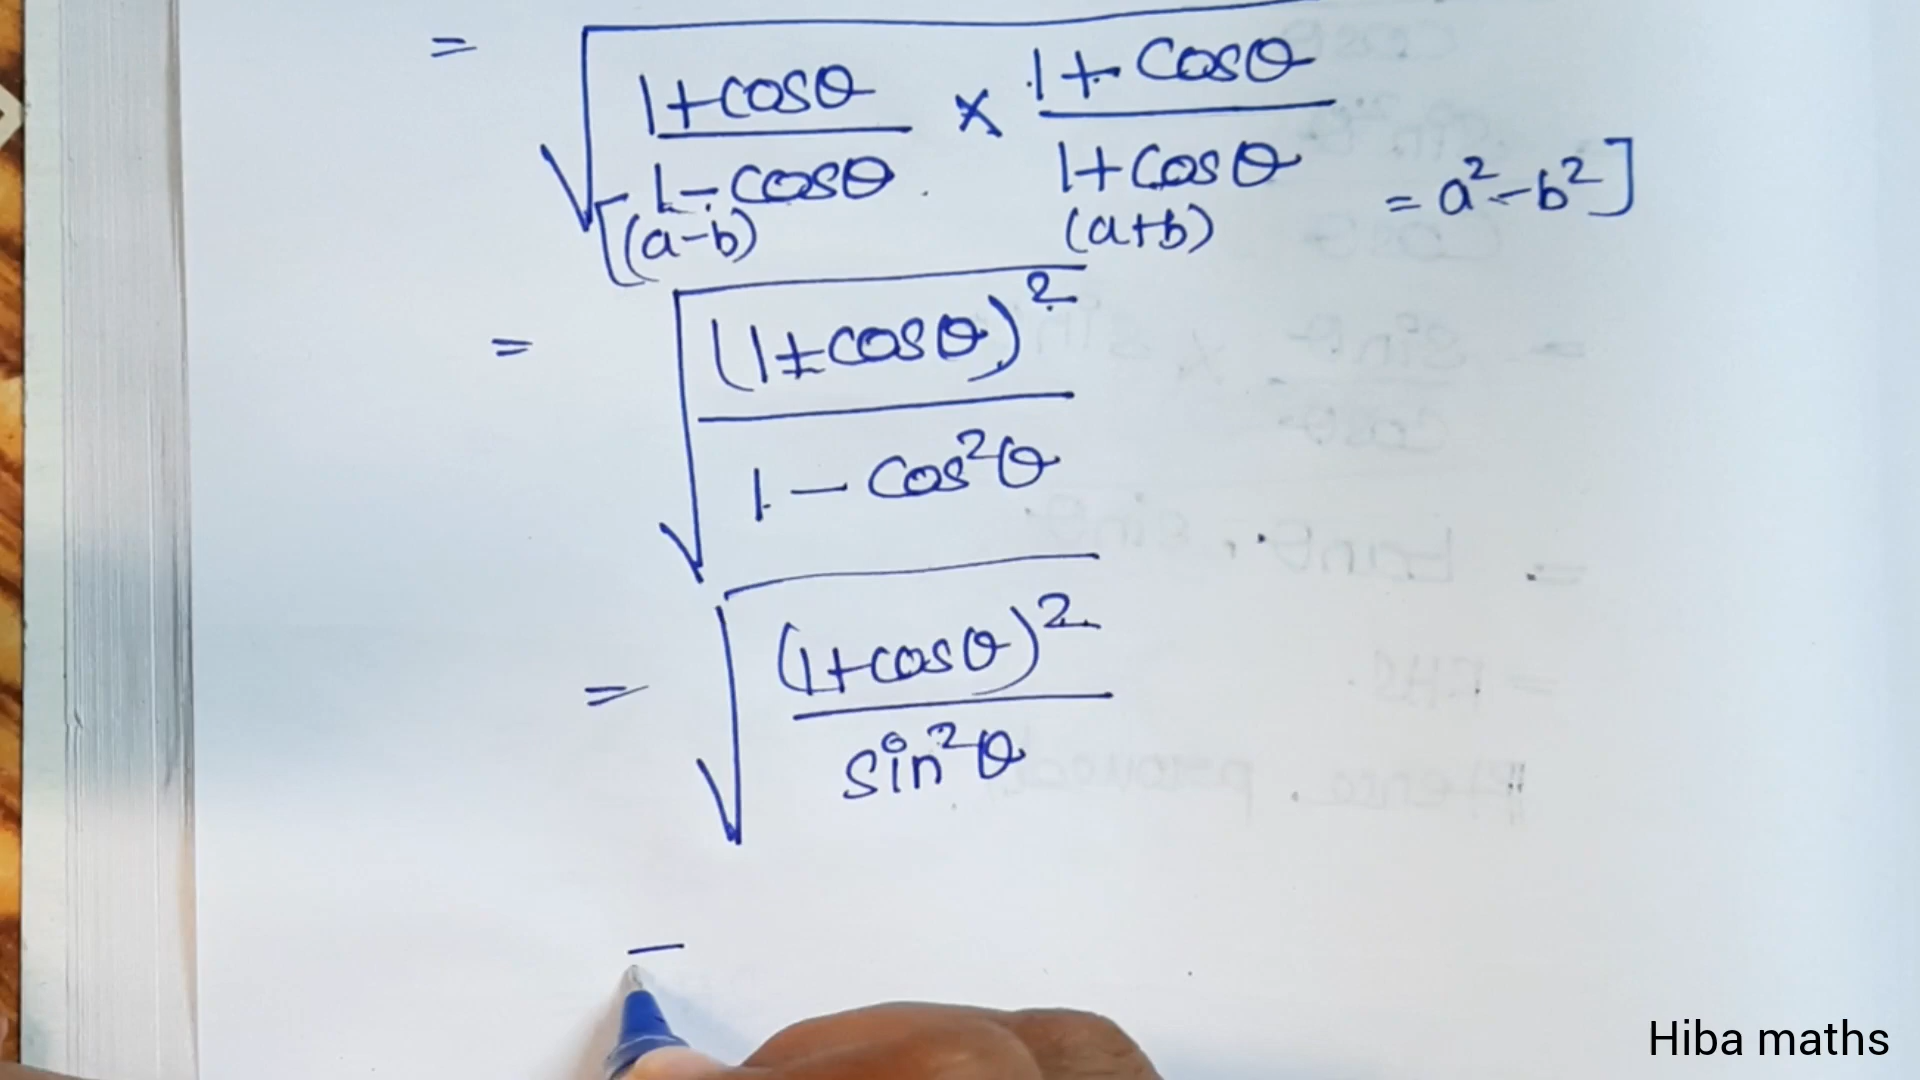 = √ 1+cosθ / 1-cosθ × 1+cosθ / 1+cosθ
[(a-b) (a+b) = a²-b²]
= √ (1+cosθ)² / 1-cos²θ
= √ (1+cosθ)² / sin²θ
Hiba maths